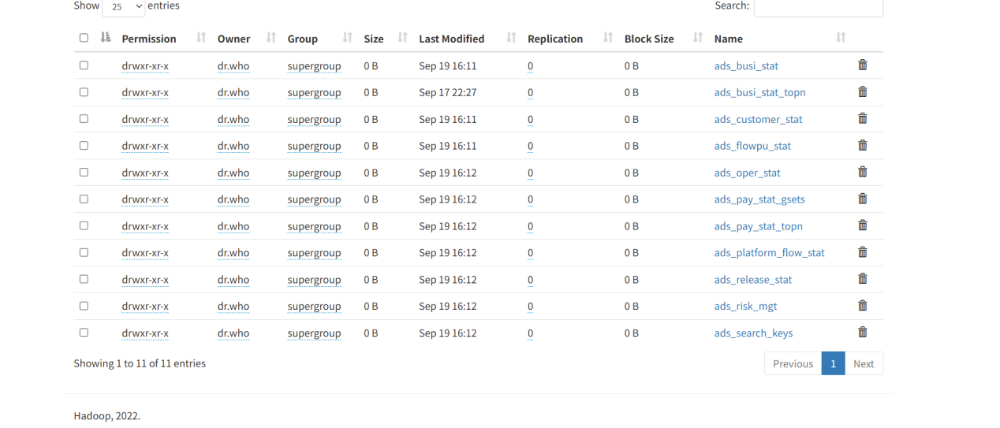 Show 25 entries Search:
Permission Owner Group Size Last Modified Replication Block Size Name
drwxr-xr-x dr.who supergroup 0 B Sep 19 16:11 0 0 B ads_busi_stat
drwxr-xr-x dr.who supergroup 0 B Sep 17 22:27 0 0 B ads_busi_stat_topn
drwxr-xr-x dr.who supergroup 0 B Sep 19 16:11 0 0 B ads_customer_stat
drwxr-xr-x dr.who supergroup 0 B Sep 19 16:11 0 0 B ads_flowpu_stat
drwxr-xr-x dr.who supergroup 0 B Sep 19 16:12 0 0 B ads_oper_stat
drwxr-xr-x dr.who supergroup 0 B Sep 19 16:12 0 0 B ads_pay_stat_gsets
drwxr-xr-x dr.who supergroup 0 B Sep 19 16:12 0 0 B ads_pay_stat_topn
drwxr-xr-x dr.who supergroup 0 B Sep 19 16:12 0 0 B ads_platform_flow_stat
drwxr-xr-x dr.who supergroup 0 B Sep 19 16:12 0 0 B ads_release_stat
drwxr-xr-x dr.who supergroup 0 B Sep 19 16:12 0 0 B ads_risk_mgt
drwxr-xr-x dr.who supergroup 0 B Sep 19 16:12 0 0 B ads_search_keys
Showing 1 to 11 of 11 entries Previous 1 Next
Hadoop, 2022.